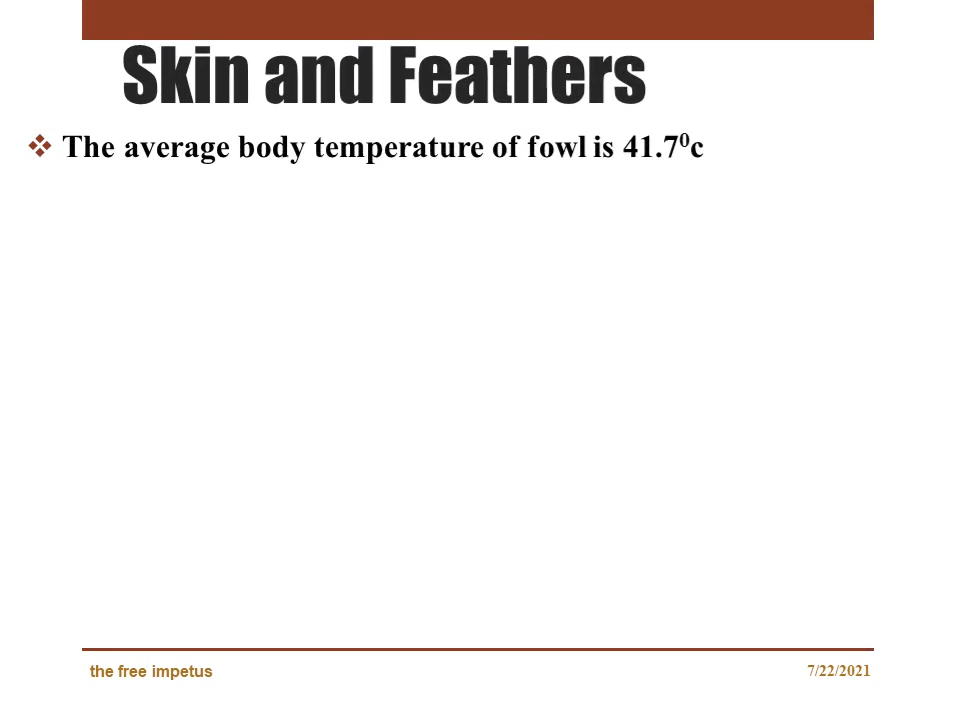 Skin and Feathers
The average body temperature of fowl is 41.7⁰c
the free impetus
7/22/2021